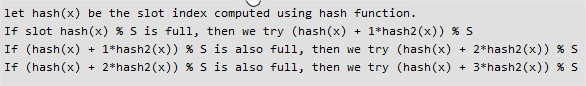 let hash(x) be the slot index computed using hash function.
If slot hash(x) % S is full, then we try (hash(x) + 1*hash2(x)) % S
If (hash(x) + 1*hash2(x)) % S is also full, then we try (hash(x) + 2*hash2(x)) % S
If (hash(x) + 2*hash2(x)) % S is also full, then we try (hash(x) + 3*hash2(x)) % S